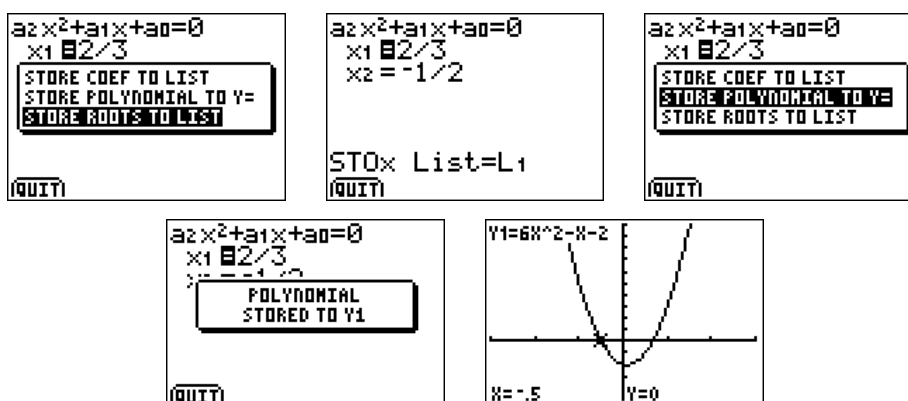 a2x²+a1x+a0=0
x1=2/3
STORE COEF TO LIST
STORE POLYNOMIAL TO Y=
STORE ROOTS TO LIST
QUIT
a2x²+a1x+a0=0
x1=2/3
x2=-1/2
STOx List=L1
QUIT
a2x²+a1x+a0=0
x1=2/3
STORE COEF TO LIST
STORE POLYNOMIAL TO Y=
STORE ROOTS TO LIST
QUIT
a2x²+a1x+a0=0
x1=2/3
POLYNOMIAL
STORED TO Y1
QUIT
Y1=6X^2-X-2
X=-.5 Y=0